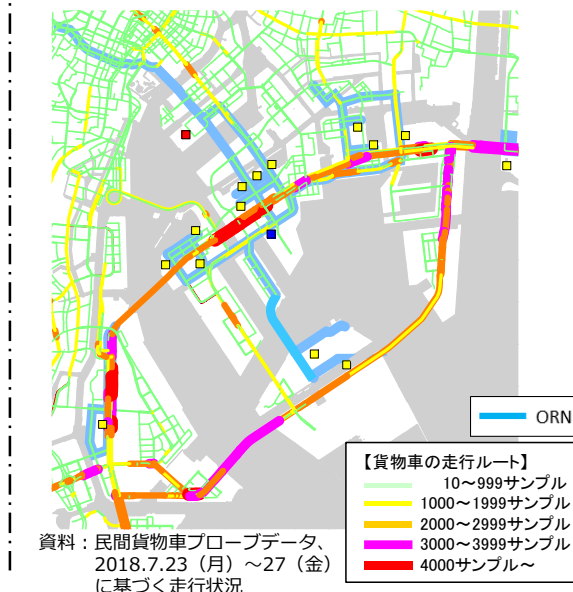 ORN
【貨物車の走行ルート】
10～999サンプル
1000～1999サンプル
2000～2999サンプル
3000～3999サンプル
4000サンプル～
資料：民間貨物車プローブデータ、
2018.7.23（月）～27（金）
に基づく走行状況